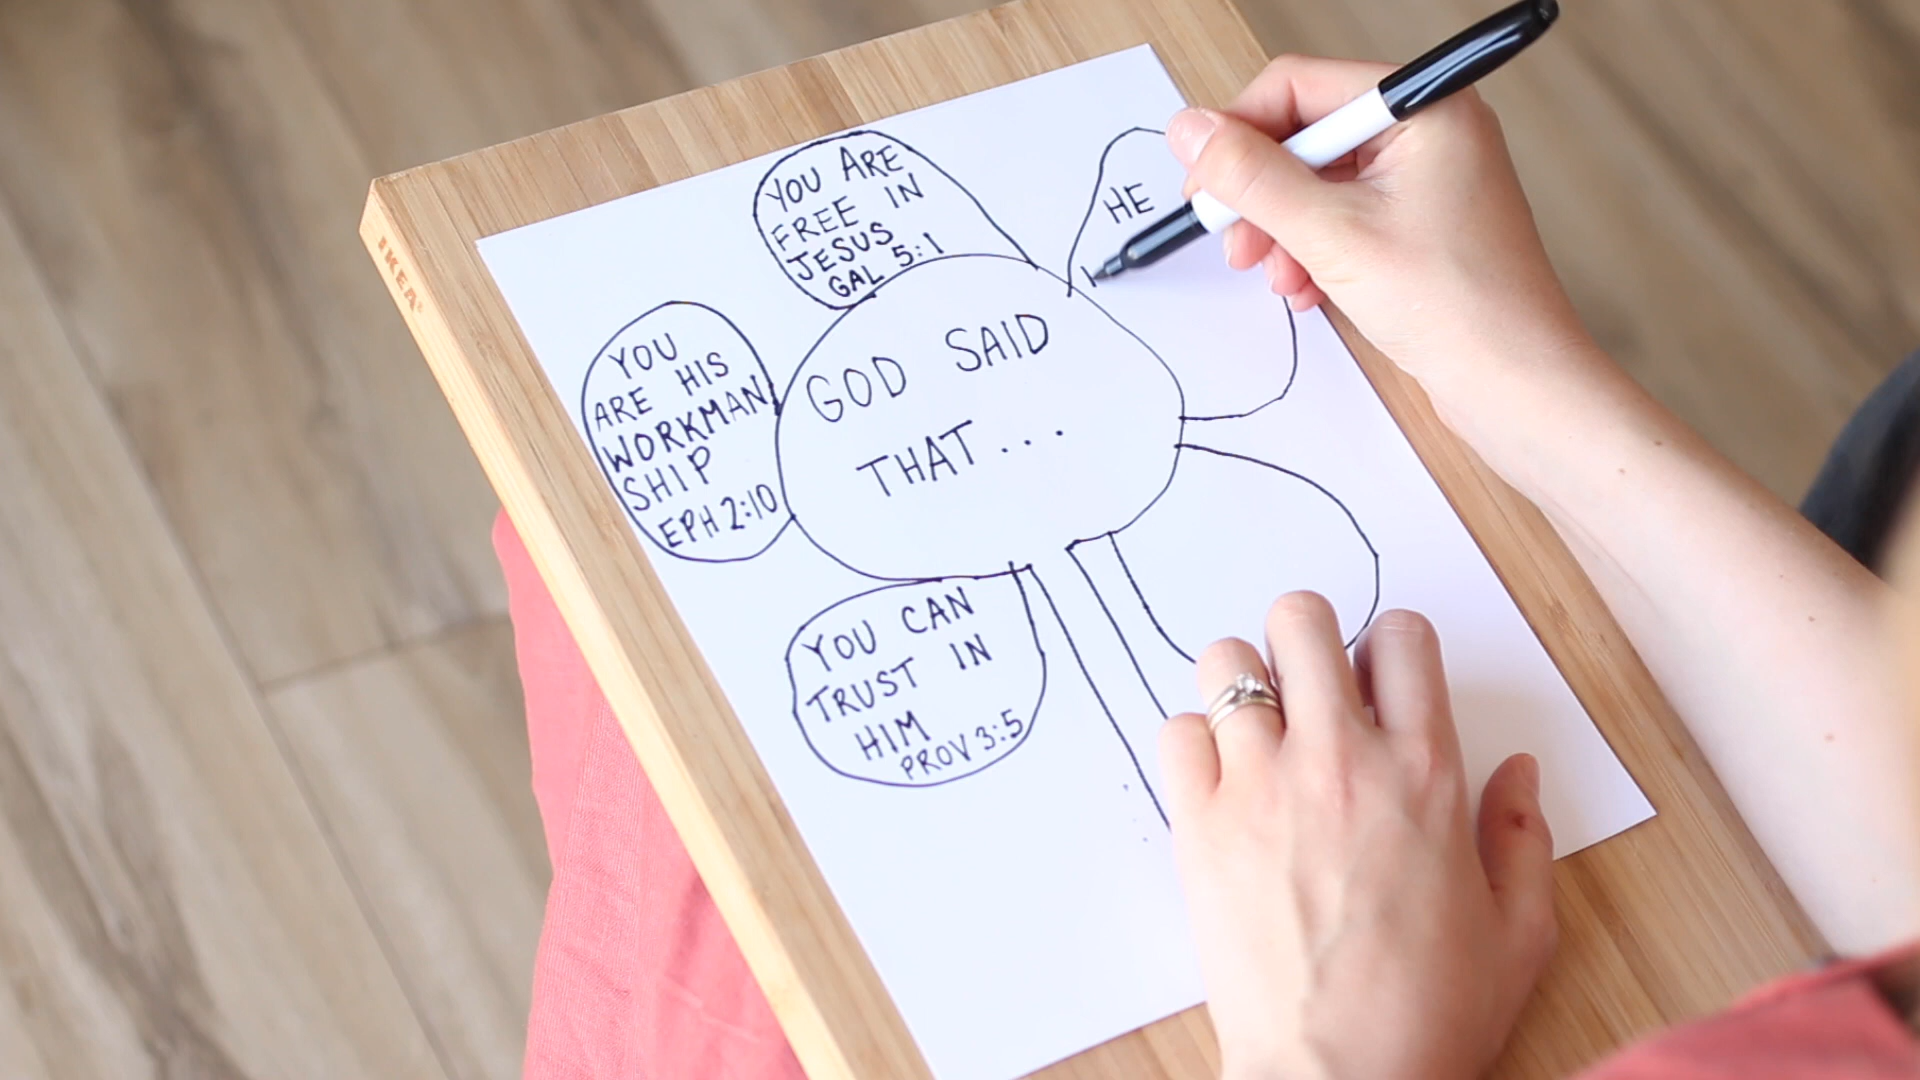 YOU ARE
FREE IN
JESUS
GAL 5:1
HE
YOU
ARE HIS
WORKMAN
SHIP
EPH 2:10
GOD SAID
THAT...
YOU CAN
TRUST IN
HIM
PROV 3:5
IKEA